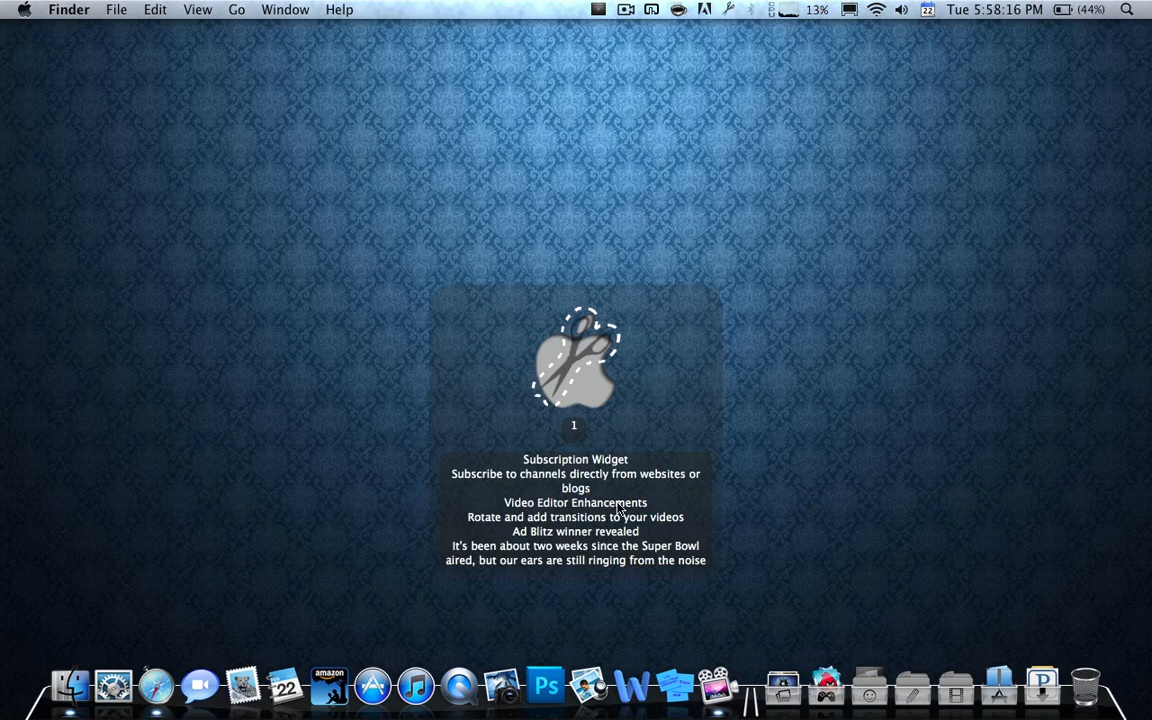 Finder File Edit View Go Window Help 22 13% Tue 5:58:16 PM (44%)
1
Subscription Widget
Subscribe to channels directly from websites or
blogs
Video Editor Enhancements
Rotate and add transitions to your videos
Ad Blitz winner revealed
It's been about two weeks since the Super Bowl
aired, but our ears are still ringing from the noise
22 amazon Ps W P